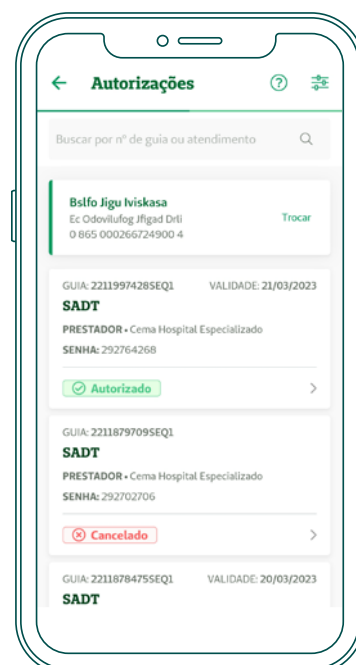 Autorizações
Buscar por nº de guia ou atendimento
Bslfo Jigu Iviskasa
Ec Odovilufog Jfigad Drli
0 865 000266724900 4
Trocar
GUIA: 2211997428SEQ1 VALIDADE: 21/03/2023
SADT
PRESTADOR • Cema Hospital Especializado
SENHA: 292764268
Autorizado
GUIA: 2211879709SEQ1
SADT
PRESTADOR • Cema Hospital Especializado
SENHA: 292702706
Cancelado
GUIA: 2211878475SEQ1 VALIDADE: 20/03/2023
SADT